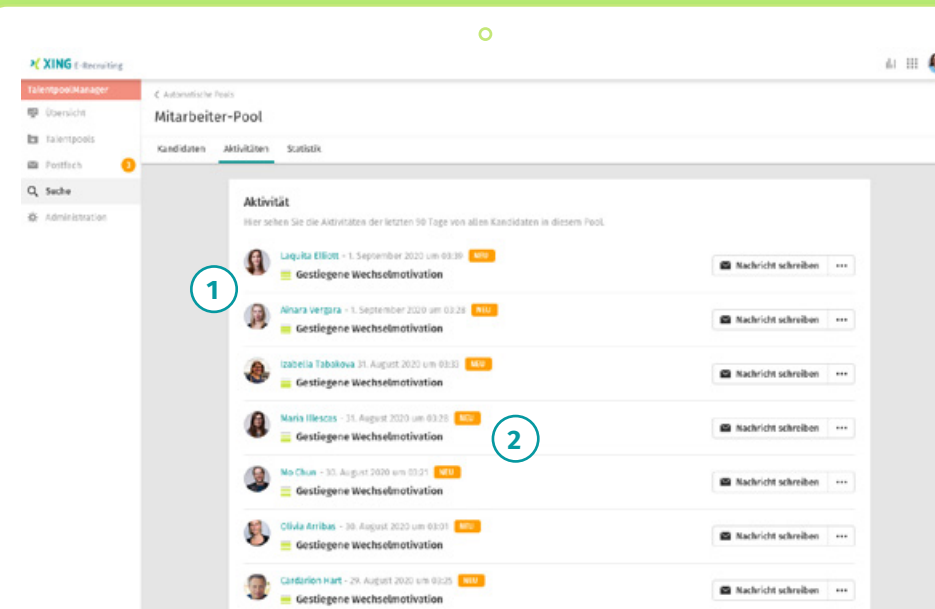 XING E-Recruiting
TalentpoolManager
Übersicht
Talentpools
Postfach 3
Suche
Administration
Automatische Pools
Mitarbeiter-Pool
Kandidaten Aktivitäten Statistik
Aktivität
Hier sehen Sie die Aktivitäten der letzten 90 Tage von allen Kandidaten in diesem Pool.
1
Laquita Elliott - 1. September 2020 um 03:39 NEU
Gestiegene Wechselmotivation
Nachricht schreiben
Ainara Vergara - 1. September 2020 um 03:28 NEU
Gestiegene Wechselmotivation
Nachricht schreiben
Izabella Tabakova 31. August 2020 um 03:33 NEU
Gestiegene Wechselmotivation
Nachricht schreiben
Maria Illescas - 31. August 2020 um 03:28 NEU
Gestiegene Wechselmotivation
2
Nachricht schreiben
Mo Chun - 30. August 2020 um 03:21 NEU
Gestiegene Wechselmotivation
Nachricht schreiben
Olivia Arribas - 30. August 2020 um 03:01 NEU
Gestiegene Wechselmotivation
Nachricht schreiben
Cardarion Hart - 29. August 2020 um 03:25 NEU
Gestiegene Wechselmotivation
Nachricht schreiben